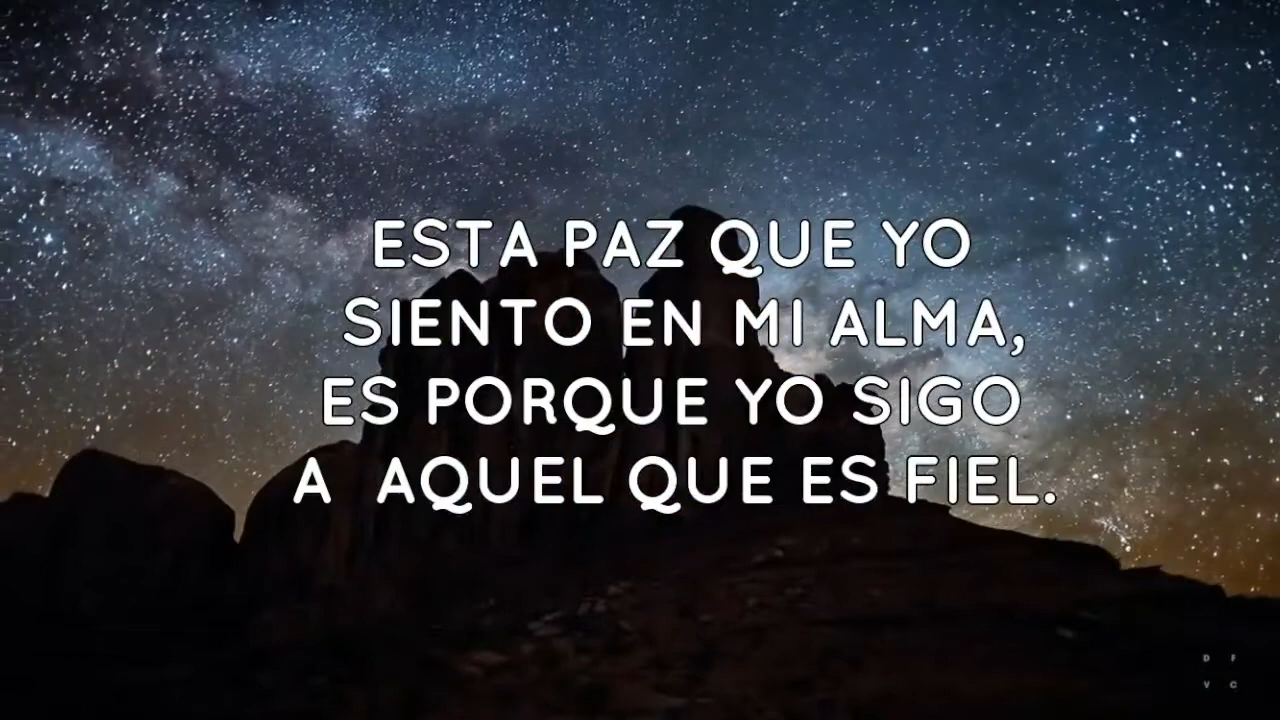 ESTA PAZ QUE YO
SIENTO EN MI ALMA,
ES PORQUE YO SIGO
A  AQUEL QUE ES FIEL.
D F
V C